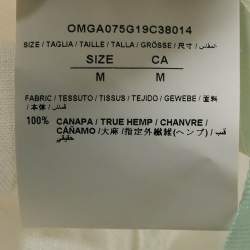 OMGA075G19C38014
SIZE / TAGLIA / TAILLE / TALLA / GRÖSSE / 尺寸 / المقاس
SIZE CA
M M
FABRIC / TESSUTO / TISSUS / TEJIDO / GEWEBE / 面料
/ 本体 / قماش
100% CANAPA / TRUE HEMP / CHANVRE /
CÁÑAMO / 大麻 /指定外繊維(ヘンプ) / قنب
حقيقي